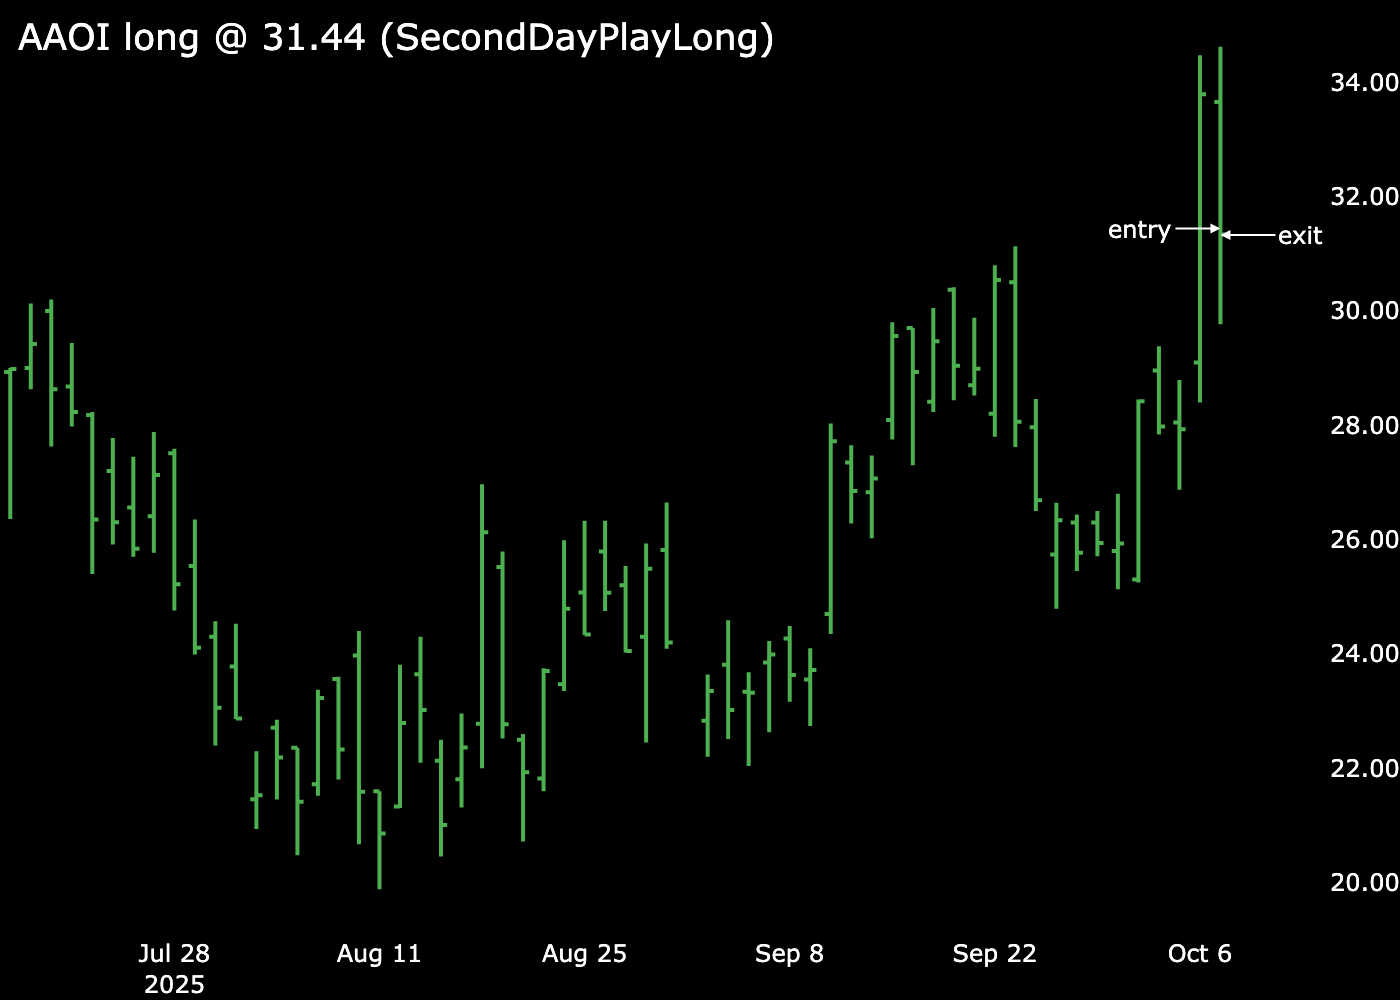 AAOI long @ 31.44 (SecondDayPlayLong)
34.00
32.00
entry
exit
30.00
28.00
26.00
24.00
22.00
20.00
Jul 28
2025
Aug 11
Aug 25
Sep 8
Sep 22
Oct 6